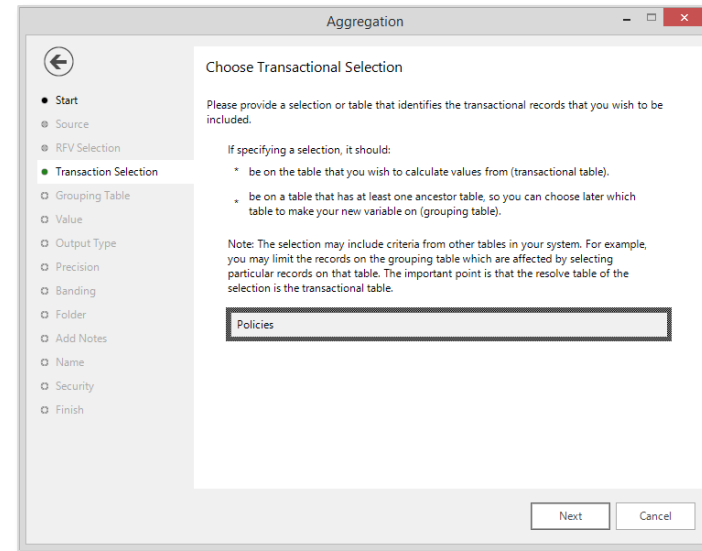 Aggregation
Choose Transactional Selection
Start
Source
RFV Selection
Transaction Selection
Grouping Table
Value
Output Type
Precision
Banding
Folder
Add Notes
Name
Security
Finish
Please provide a selection or table that identifies the transactional records that you wish to be
included.
If specifying a selection, it should:
* be on the table that you wish to calculate values from (transactional table).
* be on a table that has at least one ancestor table, so you can choose later which
table to make your new variable on (grouping table).
Note: The selection may include criteria from other tables in your system. For example,
you may limit the records on the grouping table which are affected by selecting
particular records on that table. The important point is that the resolve table of the
selection is the transactional table.
Policies
Next
Cancel